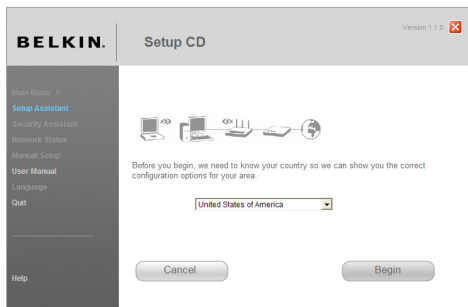 BELKIN.
Setup CD
Version 1.1.0
Main Menu >
Setup Assistant
Security Assistant
Network Status
Manual Setup
User Manual
Language
Quit
Help
Before you begin, we need to know your country so we can show you the correct
configuration options for your area.
United States of America
Cancel
Begin